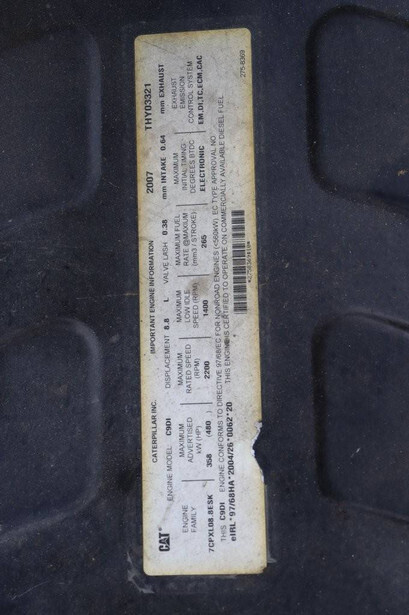 CATERPILLAR INC. IMPORTANT ENGINE INFORMATION 2007 THY03321
ENGINE MODEL C9DI DISPLACEMENT 8.8 L VALVE LASH 0.38 mm INTAKE 0.64 mm EXHAUST
CAT®
ENGINE FAMILY
7CPXL08.8ESK
MAXIMUM ADVERTISED kW (HP)
358 (480)
MAXIMUM RATED SPEED (RPM)
2200
MAXIMUM LOW IDLE SPEED (RPM)
1400
MAXIMUM FUEL RATE @MAXIUM (mm3 / STROKE)
265
MAXIMUM INITIAL TIMING DEGREES BTDC
ELECTRONIC
EXHAUST EMISSION CONTROL SYSTEM
EM,DI,TC,ECM,CAC
THIS C9DI ENGINE CONFORMS TO DIRECTIVE 97/68/EC FOR NONROAD ENGINES (<560kW) EC TYPE APPROVAL NO
eIRL*97/68HA*2004/26*0062*20 THIS ENGINE IS CERTIFIED TO OPERATE ON COMMERCIALLY AVAILABLE DIESEL FUEL
275-8369